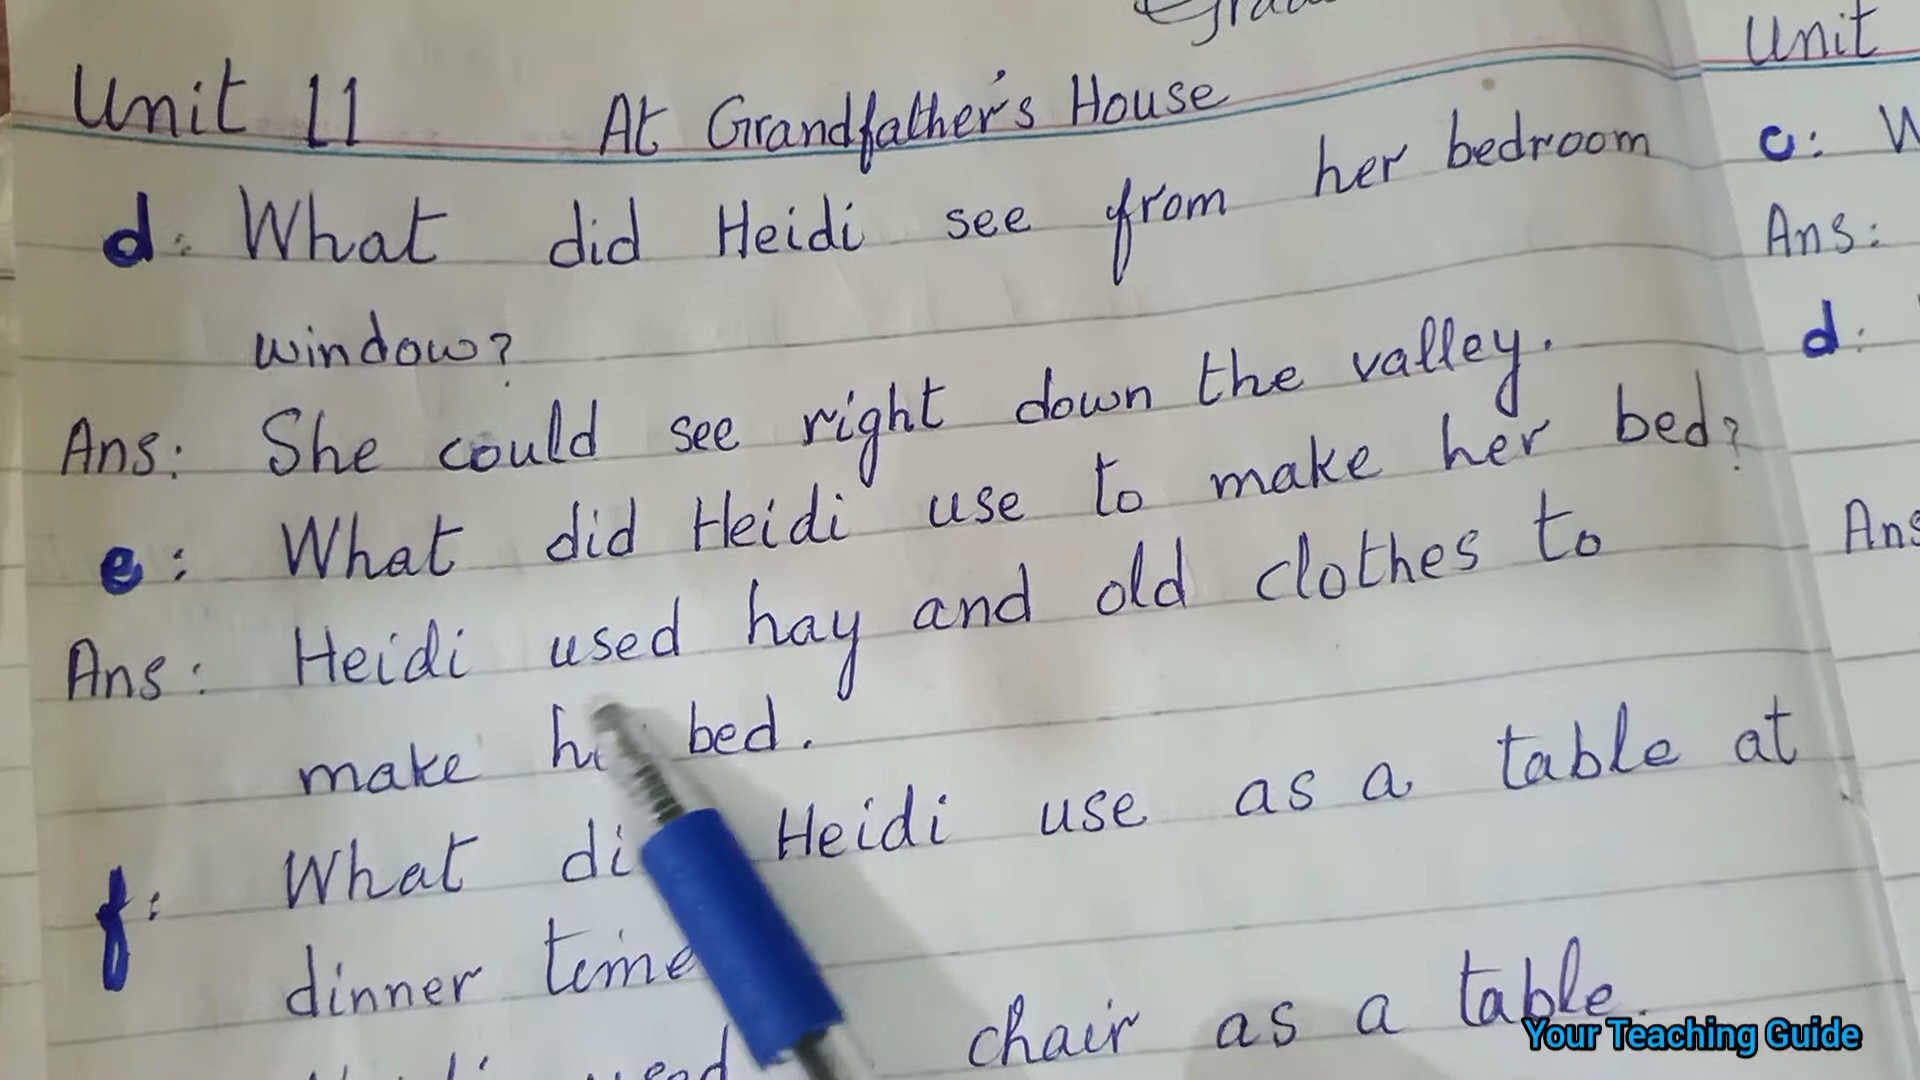 Unit 11 At Grandfather's House
d: What did Heidi see from her bedroom
window?
Ans: She could see right down the valley.
e: What did Heidi use to make her bed?
Ans: Heidi used hay and old clothes to
make bed.
f: What Heidi use as a table at
dinner time
chair as a table.
Unit
c:
Ans:
d:
Ans
Your Teaching Guide